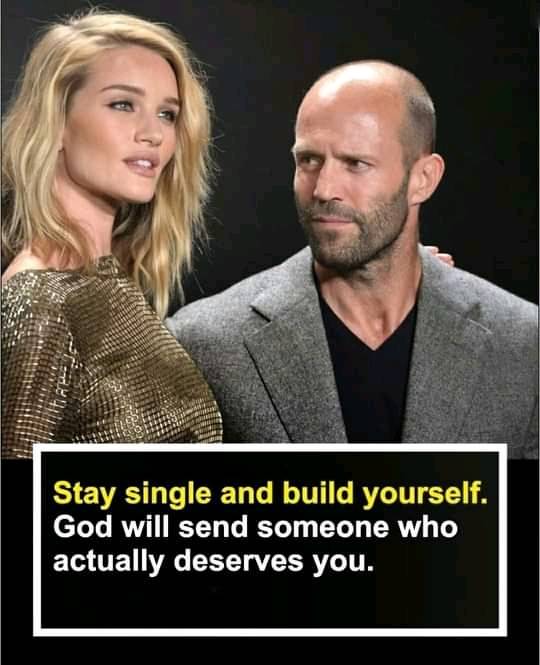 Stay single and build yourself.
God will send someone who
actually deserves you.